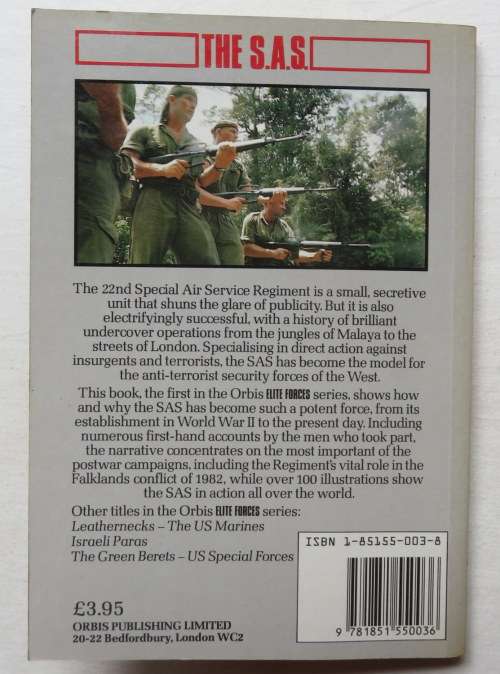 THE S.A.S.
The 22nd Special Air Service Regiment is a small, secretive
unit that shuns the glare of publicity. But it is also
electrifyingly successful, with a history of brilliant
undercover operations from the jungles of Malaya to the
streets of London. Specialising in direct action against
insurgents and terrorists, the SAS has become the model for
the anti-terrorist security forces of the West.
This book, the first in the Orbis ELITE FORCES series, shows how
and why the SAS has become such a potent force, from its
establishment in World War II to the present day. Including
numerous first-hand accounts by the men who took part,
the narrative concentrates on the most important of the
postwar campaigns, including the Regiment's vital role in the
Falklands conflict of 1982, while over 100 illustrations show
the SAS in action all over the world.
Other titles in the Orbis ELITE FORCES series:
Leathernecks – The US Marines
Israeli Paras
The Green Berets – US Special Forces
ISBN 1-85155-003-8
9 781851 550036
£3.95
ORBIS PUBLISHING LIMITED
20-22 Bedfordbury, London WC2